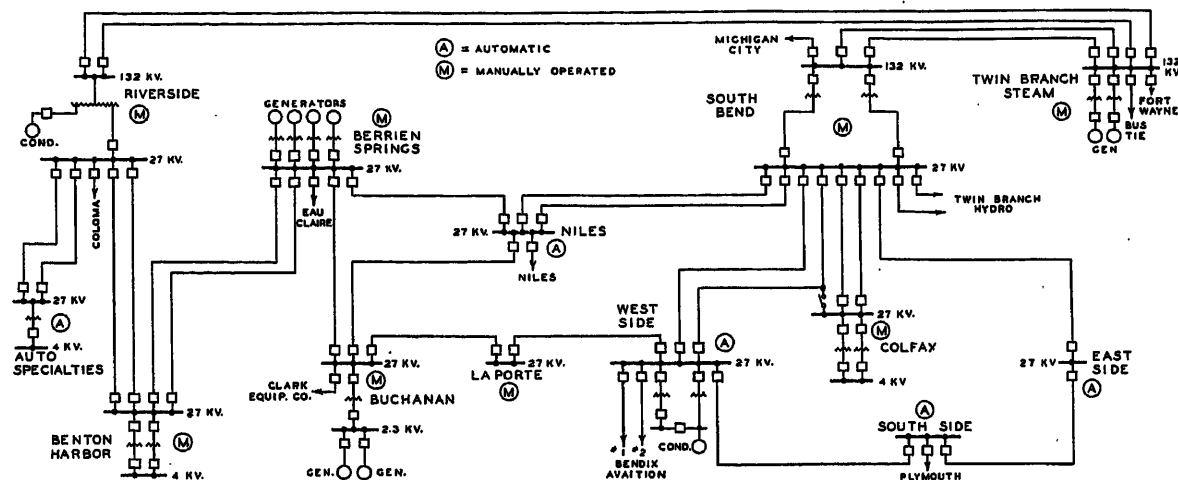 Ⓐ = AUTOMATIC
Ⓜ = MANUALLY OPERATED
132 KV.
RIVERSIDE
Ⓜ
COND.
27 KV.
COLOMA
27 KV
Ⓐ
4 KV.
AUTO
SPECIALTIES
GENERATORS
Ⓜ
BERRIEN
SPRINGS
27 KV.
EAU
CLAIRE
MICHIGAN
CITY
132 KV.
SOUTH
BEND
Ⓜ
27 KV
TWIN BRANCH
HYDRO
132
KV
TWIN BRANCH
STEAM
Ⓜ
GEN
BUS
TIE
FORT
WAYNE
27 KV.
NILES
Ⓐ
NILES
WEST
SIDE
Ⓐ
27 KV.
27 KV.
Ⓜ
COLFAX
4 KV
27 KV
EAST
SIDE
Ⓐ
27 KV.
CLARK
EQUIP. CO.
Ⓜ
BUCHANAN
2.3 KV.
GEN.
GEN.
27 KV.
LA PORTE
Ⓜ
#1
#2
BENDIX
AVAITION
COND.
Ⓐ
SOUTH SIDE
PLYMOUTH
27 KV.
BENTON
HARBOR
Ⓜ
4 KV.